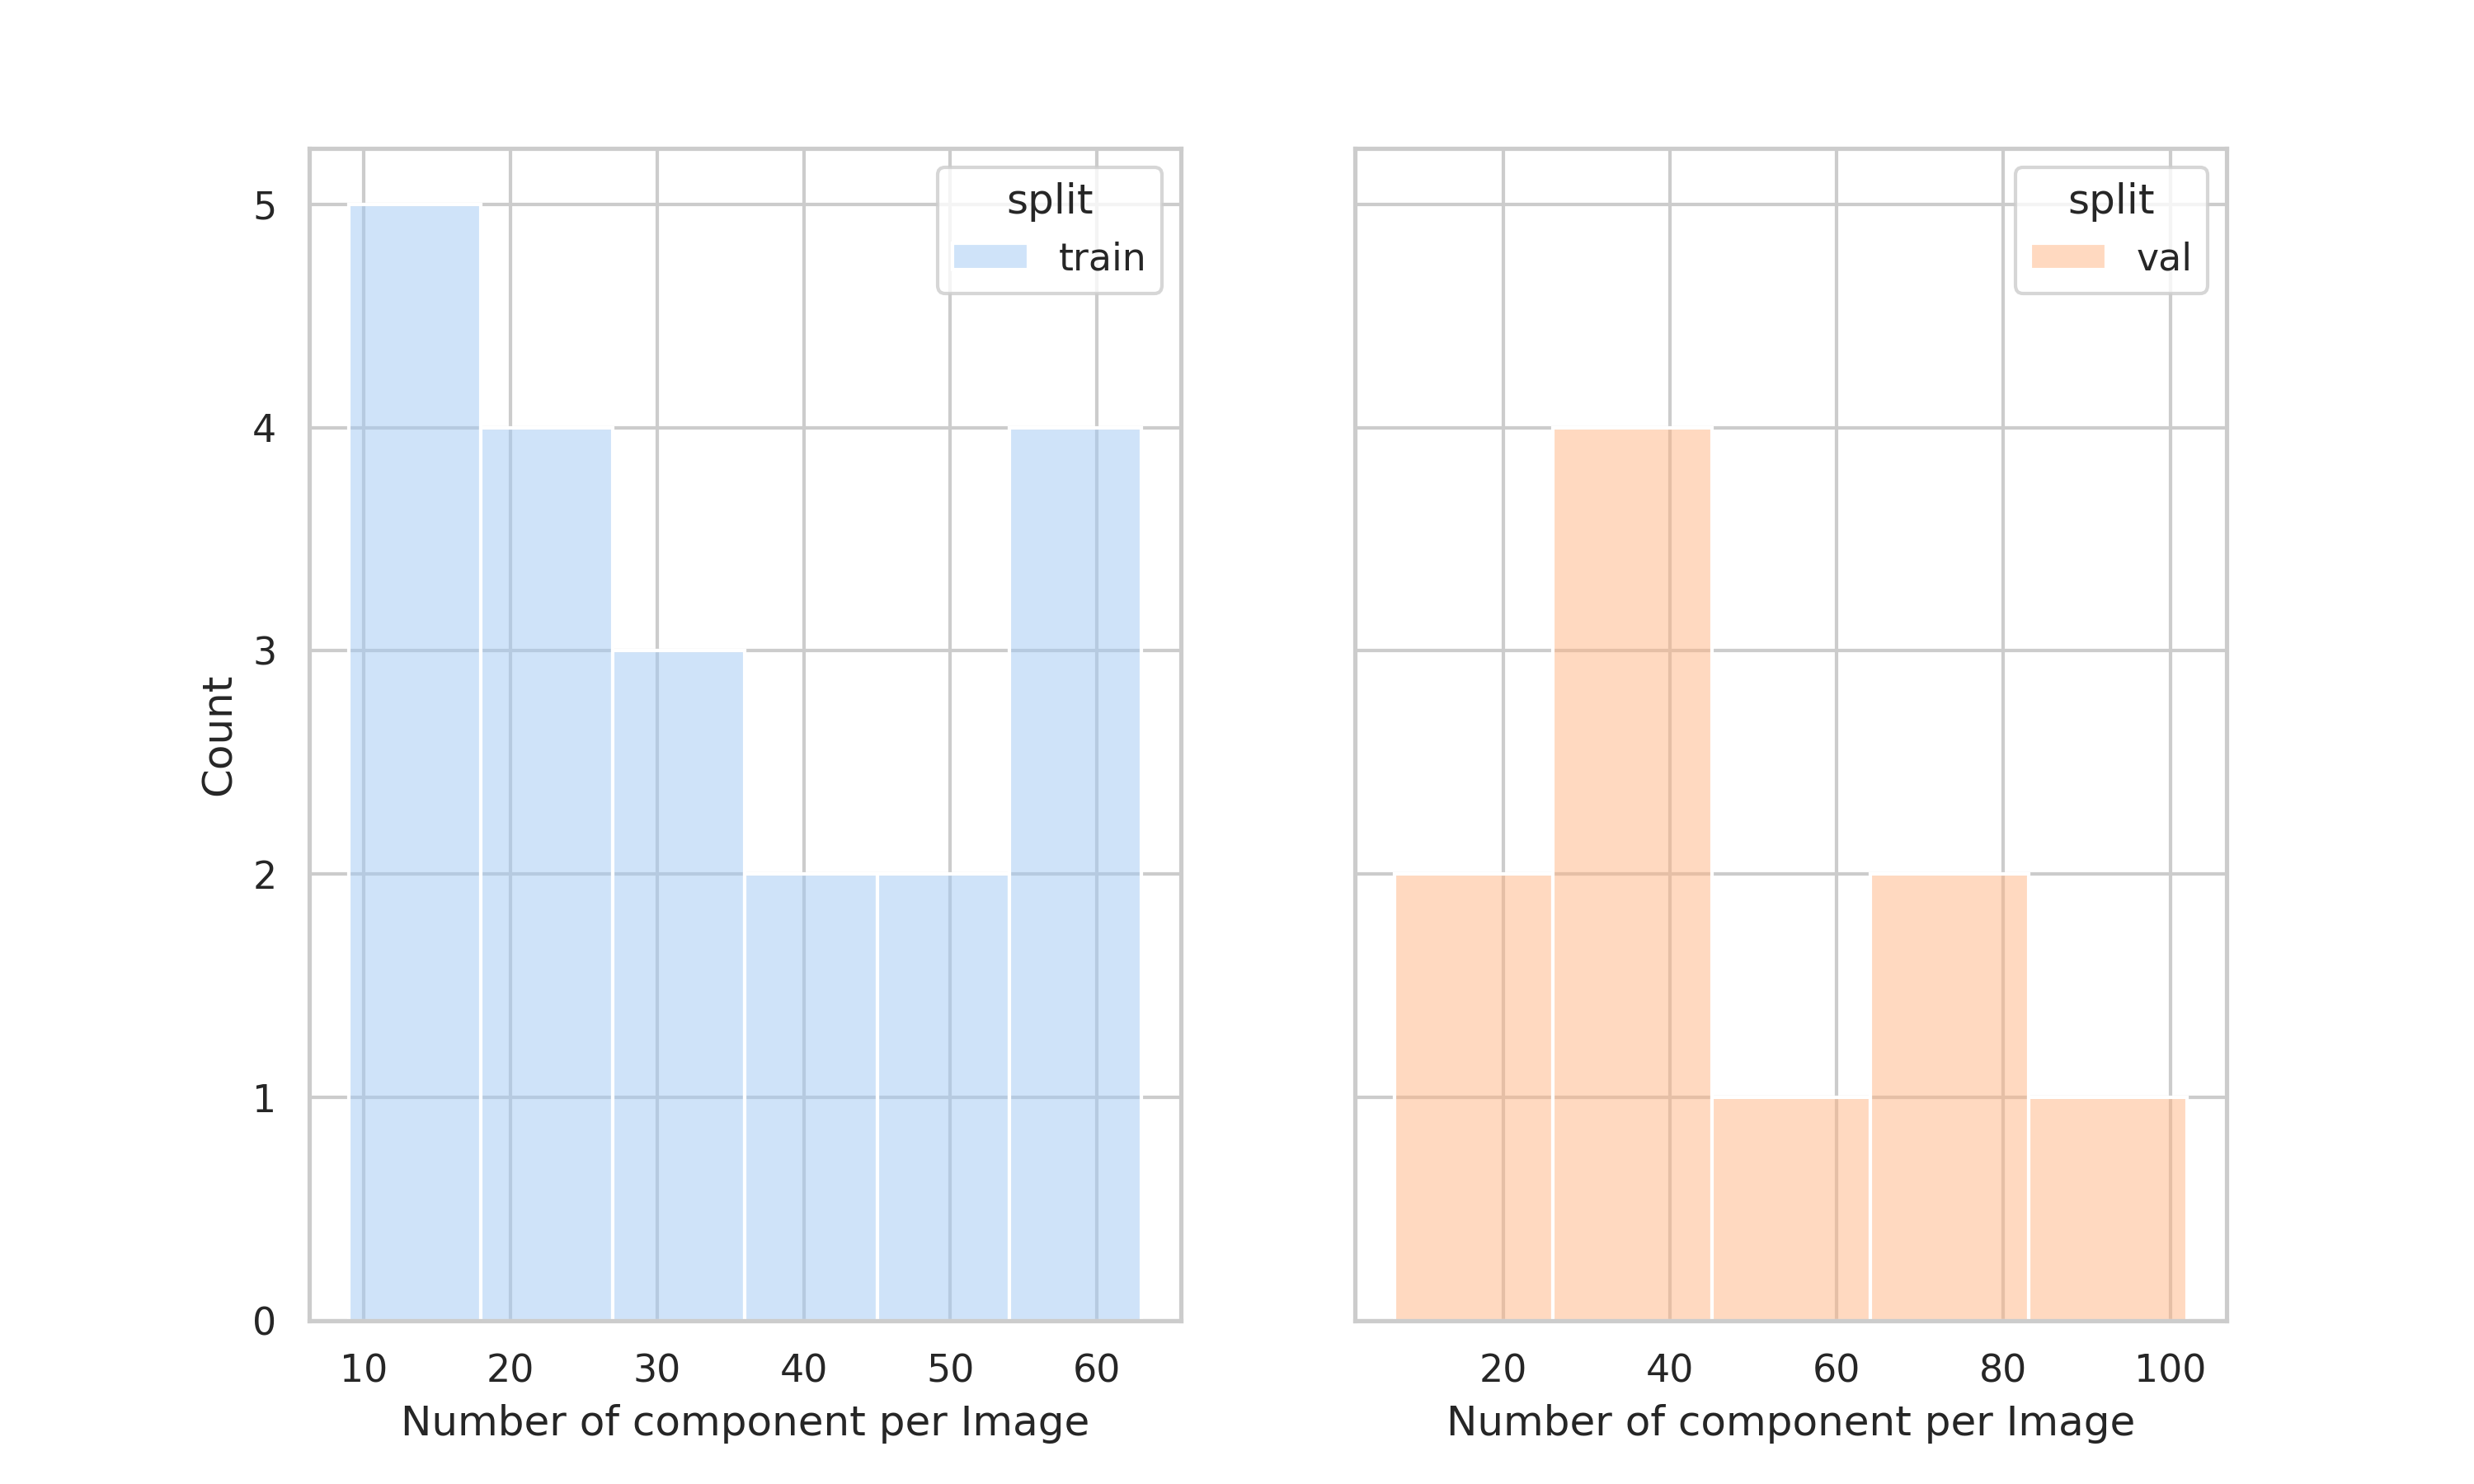 split
train
5
4
3
2
1
0
Count
10 20 30 40 50 60
Number of component per Image
split
val
20 40 60 80 100
Number of component per Image